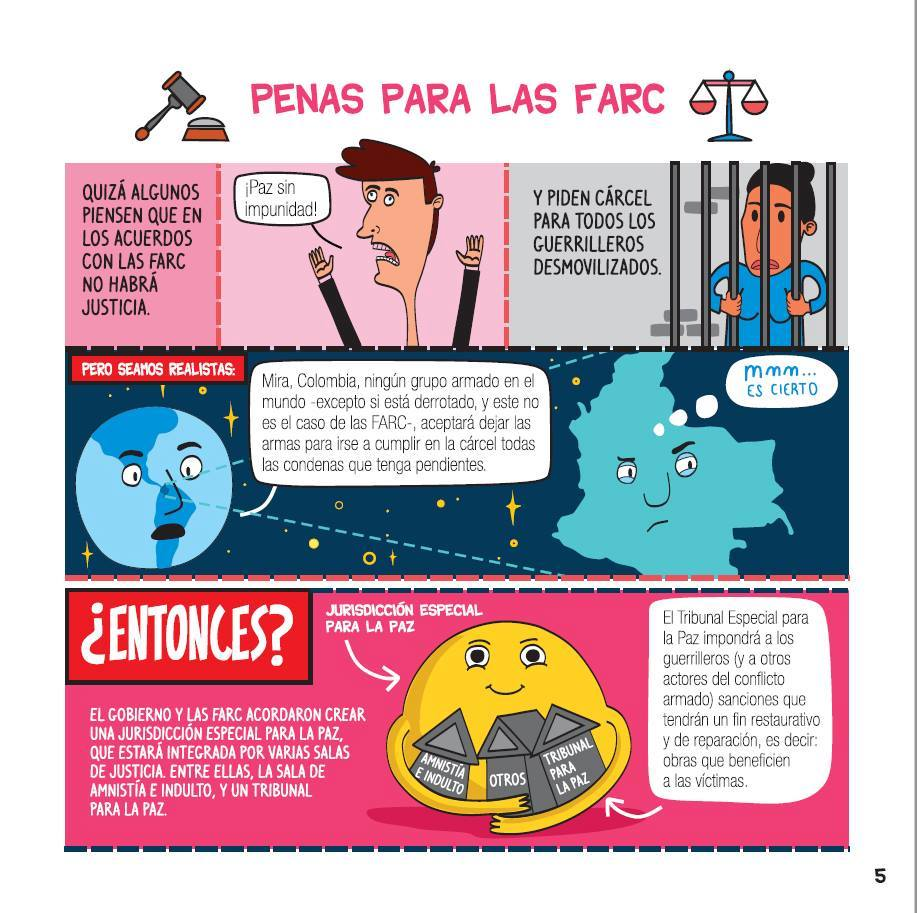 PENAS PARA LAS FARC
QUIZÁ ALGUNOS
PIENSEN QUE EN
LOS ACUERDOS
CON LAS FARC
NO HABRÁ
JUSTICIA.
¡Paz sin
impunidad!
Y PIDEN CÁRCEL
PARA TODOS LOS
GUERRILLEROS
DESMOVILIZADOS.
PERO SEAMOS REALISTAS:
Mira, Colombia, ningún grupo armado en el
mundo -excepto si está derrotado, y este no
es el caso de las FARC-, aceptará dejar las
armas para irse a cumplir en la cárcel todas
las condenas que tenga pendientes.
mmm...
ES CIERTO
¿ENTONCES?
JURISDICCIÓN ESPECIAL
PARA LA PAZ
EL GOBIERNO Y LAS FARC ACORDARON CREAR
UNA JURISDICCIÓN ESPECIAL PARA LA PAZ,
QUE ESTARÁ INTEGRADA POR VARIAS SALAS
DE JUSTICIA. ENTRE ELLAS, LA SALA DE
AMNISTÍA E INDULTO, Y UN TRIBUNAL
PARA LA PAZ.
AMNISTÍA
E INDULTO
OTROS
TRIBUNAL
PARA
LA PAZ
El Tribunal Especial para
la Paz impondrá a los
guerrilleros (y a otros
actores del conflicto
armado) sanciones que
tendrán un fin restaurativo
y de reparación, es decir:
obras que beneficien
a las víctimas.
5